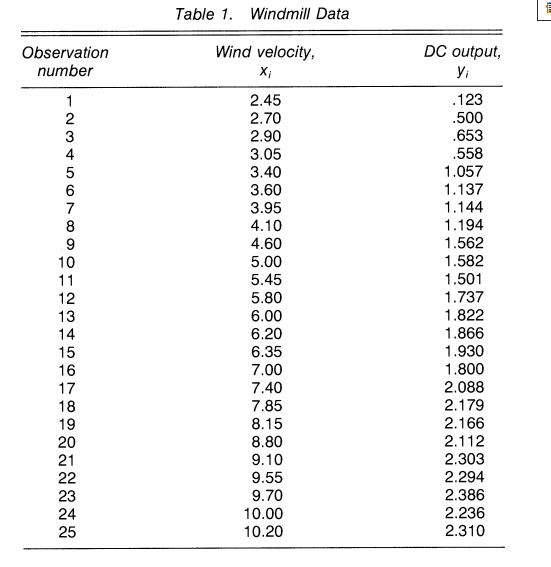 Table 1. Windmill Data
Observation number Wind velocity, xi DC output, yi
1 2.45 .123
2 2.70 .500
3 2.90 .653
4 3.05 .558
5 3.40 1.057
6 3.60 1.137
7 3.95 1.144
8 4.10 1.194
9 4.60 1.562
10 5.00 1.582
11 5.45 1.501
12 5.80 1.737
13 6.00 1.822
14 6.20 1.866
15 6.35 1.930
16 7.00 1.800
17 7.40 2.088
18 7.85 2.179
19 8.15 2.166
20 8.80 2.112
21 9.10 2.303
22 9.55 2.294
23 9.70 2.386
24 10.00 2.236
25 10.20 2.310